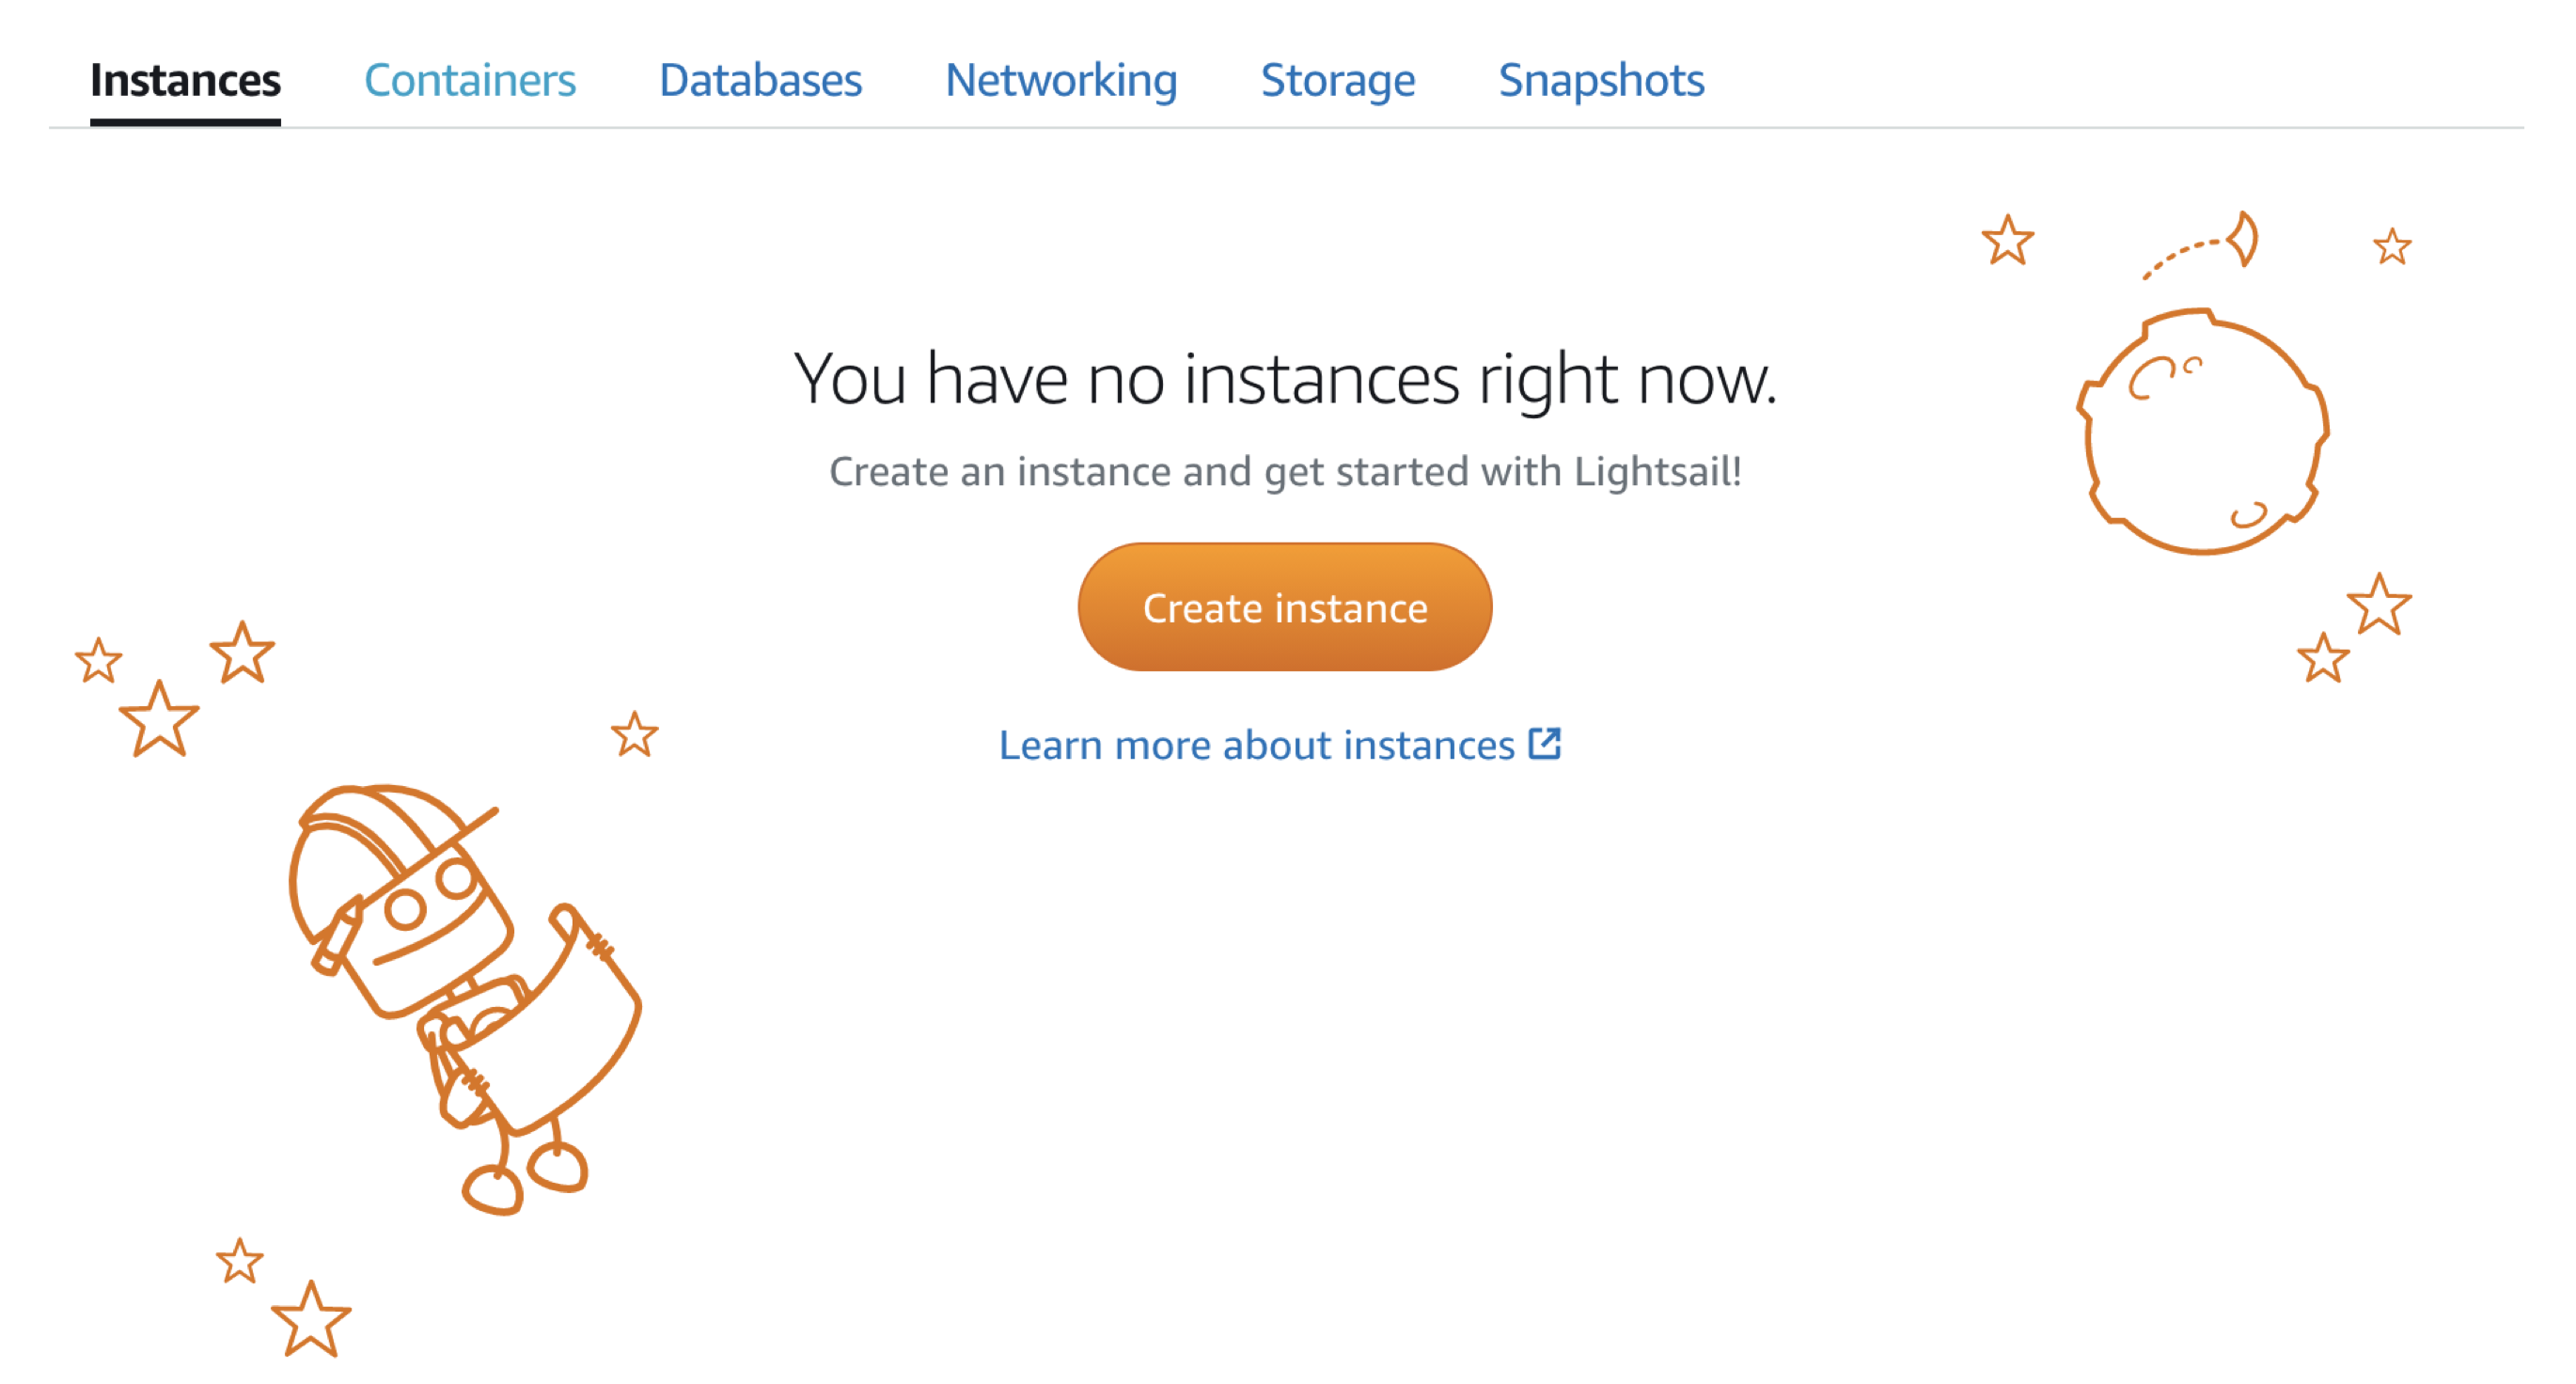 Instances Containers Databases Networking Storage Snapshots
You have no instances right now.
Create an instance and get started with Lightsail!
Create instance
Learn more about instances